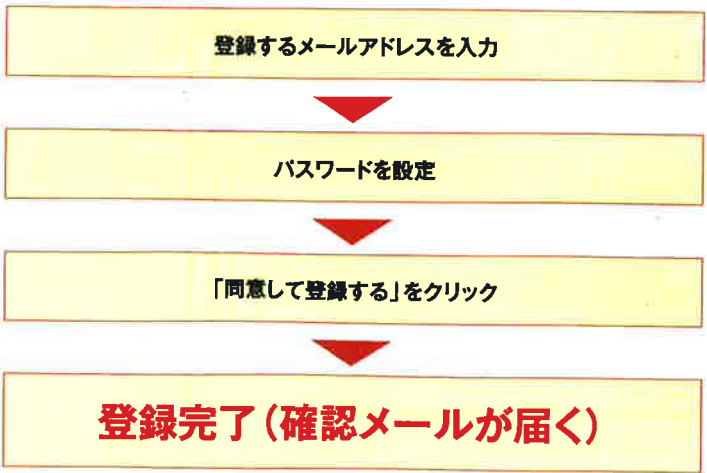 登録するメールアドレスを入力
パスワードを設定
「同意して登録する」をクリック
登録完了(確認メールが届く)